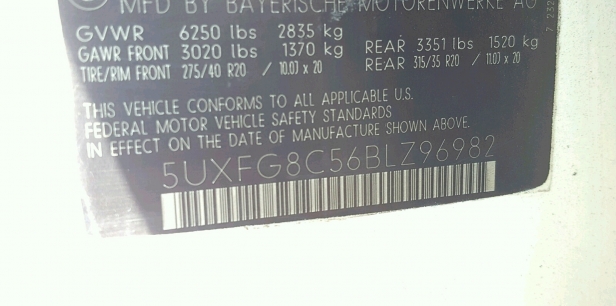 MFD BY BAYERISCHE MOTORENWERKE AG
GVWR 6250 lbs 2835 kg
GAWR FRONT 3020 lbs 1370 kg REAR 3351 lbs 1520 kg
TIRE/RIM FRONT 275/40 R20 / 10.0J x 20 REAR 315/35 R20 / 11.0J x 20
THIS VEHICLE CONFORMS TO ALL APPLICABLE U.S.
FEDERAL MOTOR VEHICLE SAFETY STANDARDS
IN EFFECT ON THE DATE OF MANUFACTURE SHOWN ABOVE.
5UXFG8C56BLZ96982